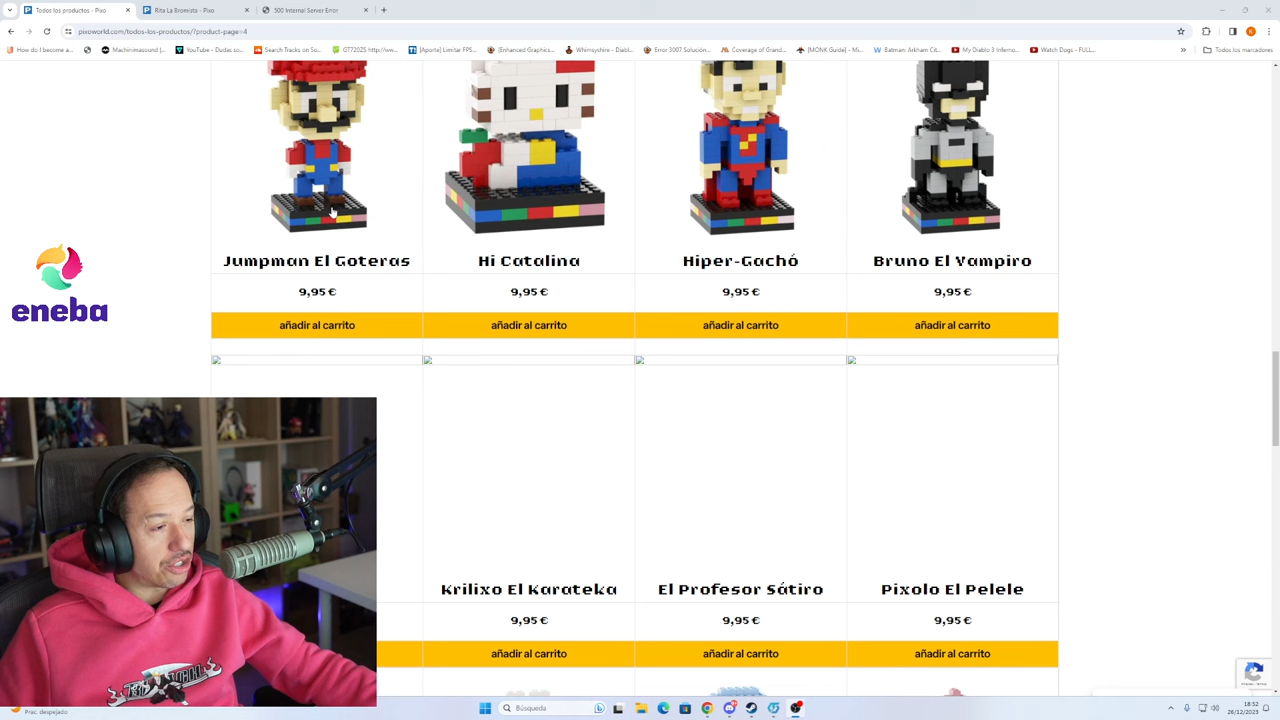 Todos los productos - Pixo
Rita La Bromista - Pixo
500 Internal Server Error
pixoworld.com/todos-los-productos/?product-page=4
How do I become a...
Machinimasound (...
YouTube - Dudas so...
Search Tracks on So...
[Aporte] Limitar FPS...
[Enhanced Graphics...
Whimsyshire - Diabl...
Error 3007 Solución...
Coverage of Grand...
[MONK Guide] - Mi...
Batman: Arkham Cit...
My Diablo 3 Inferno...
Watch Dogs - FULL...
»
Todos los marcadores
eneba
Jumpman El Goteras
Hi Catalina
Hiper-Gachó
Bruno El Vampiro
9,95 €
9,95 €
9,95 €
9,95 €
añadir al carrito
añadir al carrito
añadir al carrito
añadir al carrito
Krilixo El Karateka
El Profesor Sátiro
Pixolo El Pelele
9,95 €
9,95 €
9,95 €
añadir al carrito
añadir al carrito
añadir al carrito
Prac. despejado
Búsqueda
18:52
26/12/2023